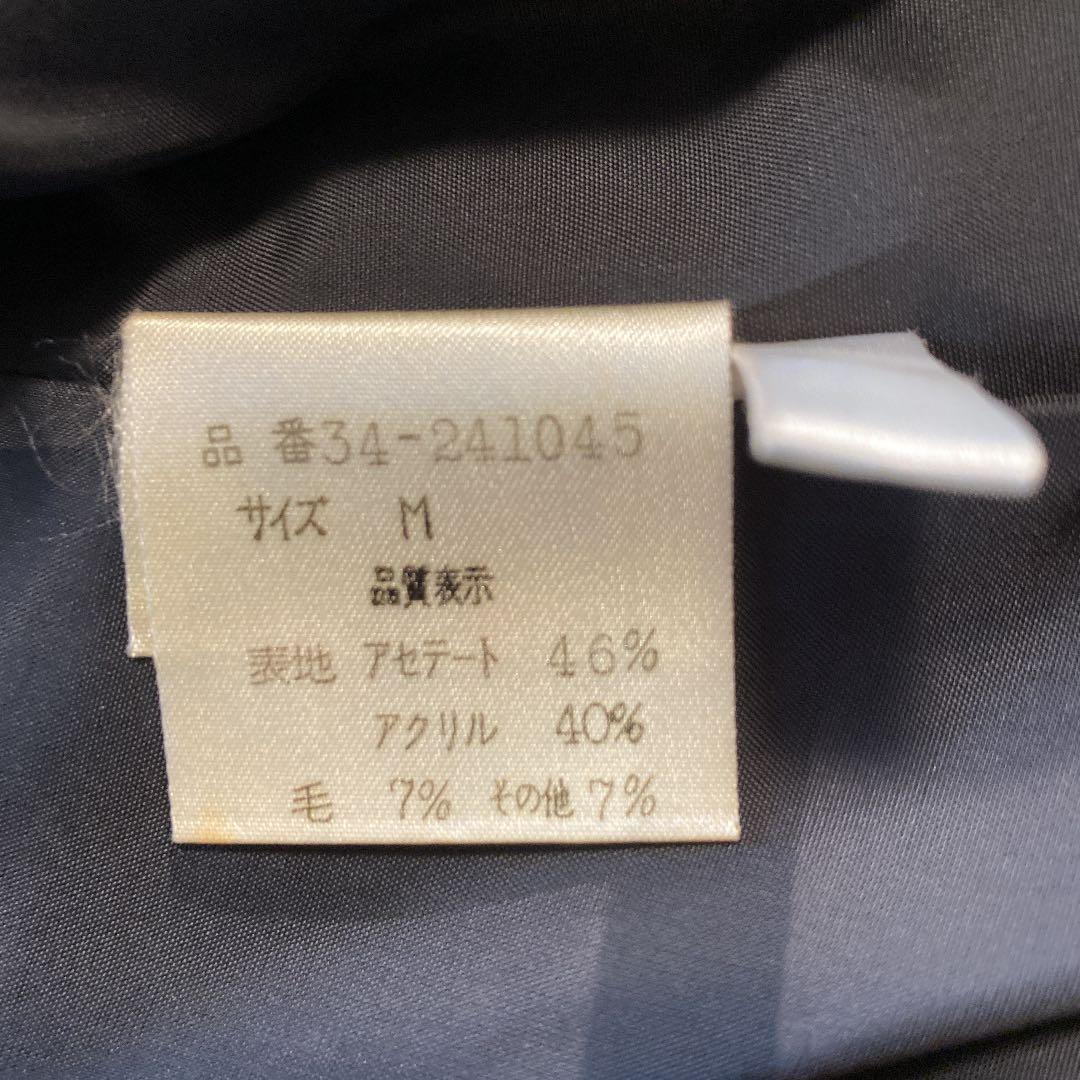 品 番34-241045
サイズ M
品質表示
表地 アセテート 46%
アクリル 40%
毛 7% その他 7%